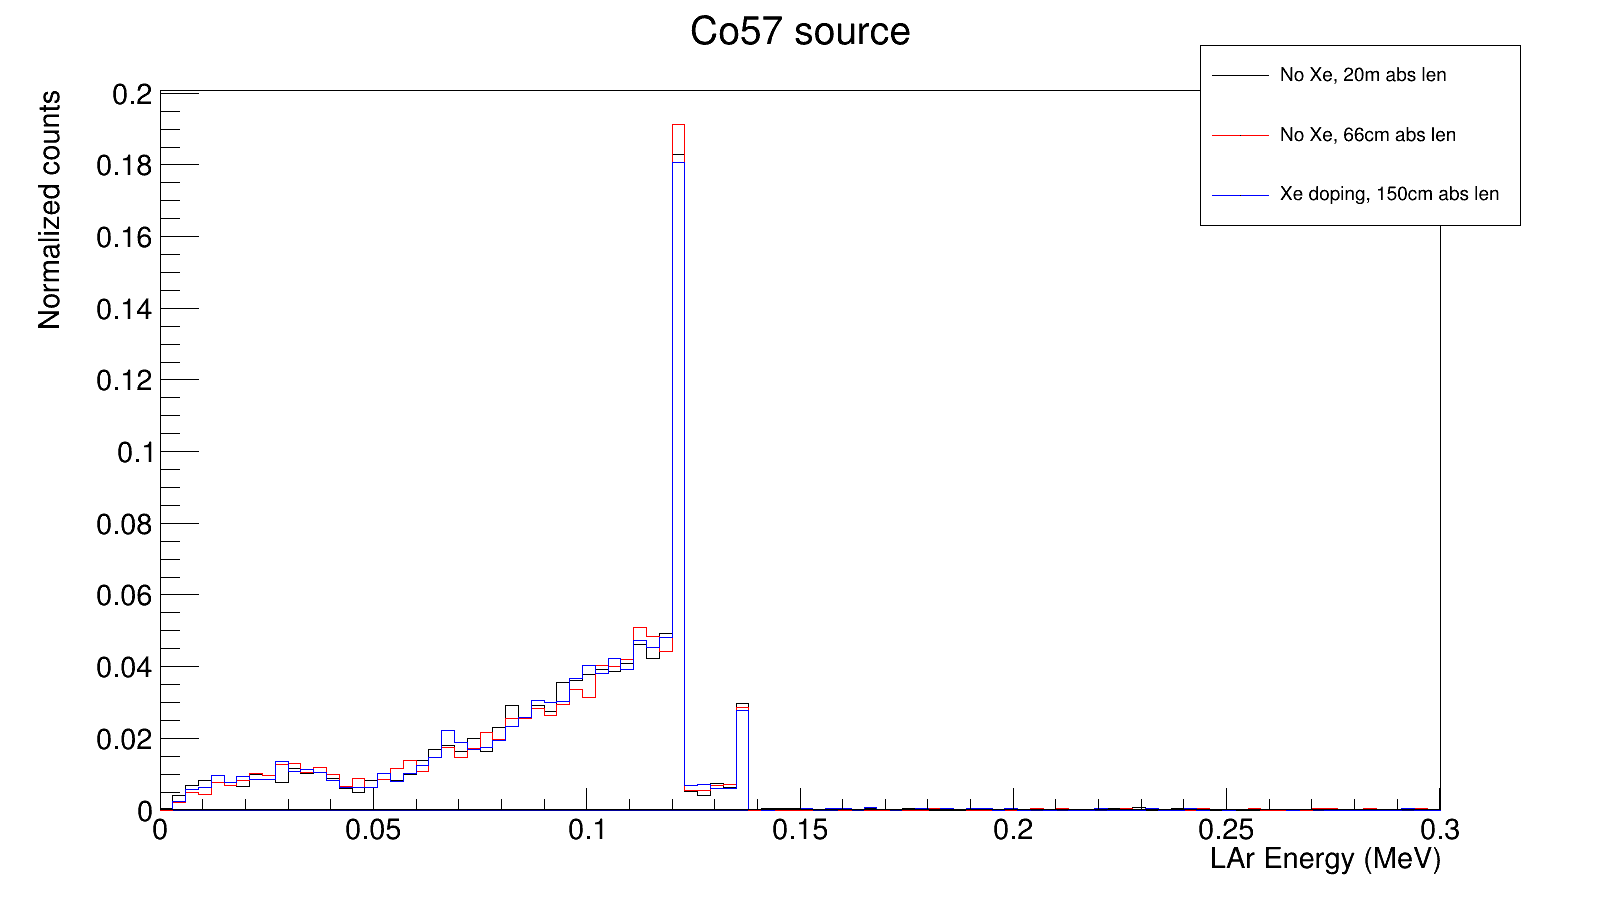 Co57 source
No Xe, 20m abs len
No Xe, 66cm abs len
Xe doping, 150cm abs len
Normalized counts
0.2
0.18
0.16
0.14
0.12
0.1
0.08
0.06
0.04
0.02
0
0 0.05 0.1 0.15 0.2 0.25 0.3
LAr Energy (MeV)